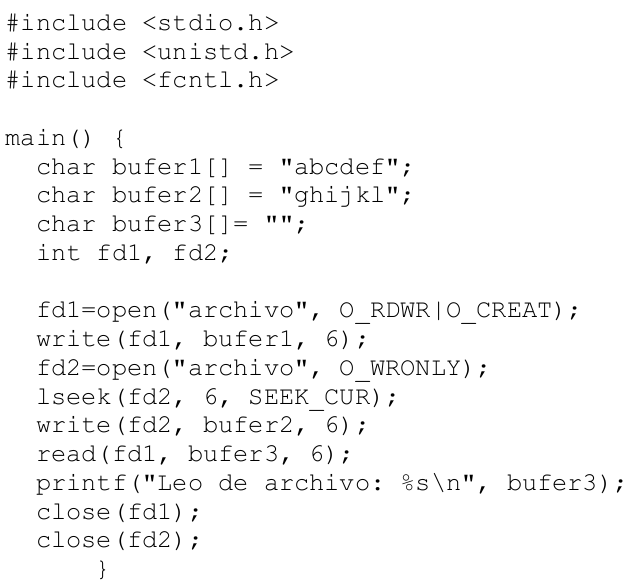 #include <stdio.h>
#include <unistd.h>
#include <fcntl.h>
main() {
char bufer1[] = "abcdef";
char bufer2[] = "ghijkl";
char bufer3[]= "";
int fd1, fd2;
fd1=open("archivo", O_RDWR|O_CREAT);
write(fd1, bufer1, 6);
fd2=open("archivo", O_WRONLY);
lseek(fd2, 6, SEEK_CUR);
write(fd2, bufer2, 6);
read(fd1, bufer3, 6);
printf("Leo de archivo: %s\n", bufer3);
close(fd1);
close(fd2);
}